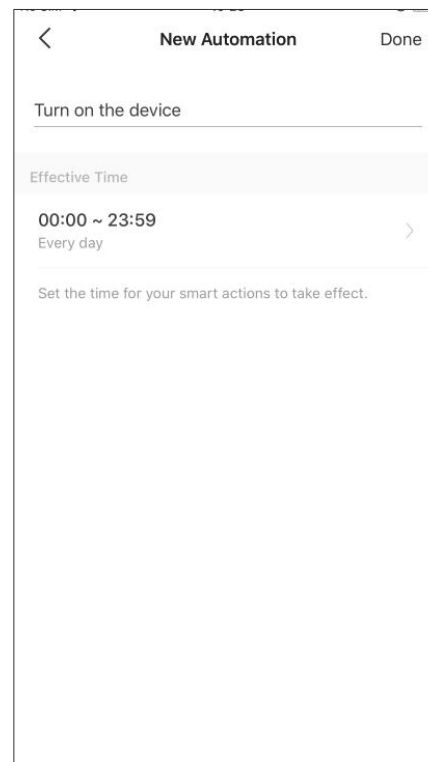 New Automation
Done
Turn on the device
Effective Time
00:00 ~ 23:59
Every day
Set the time for your smart actions to take effect.